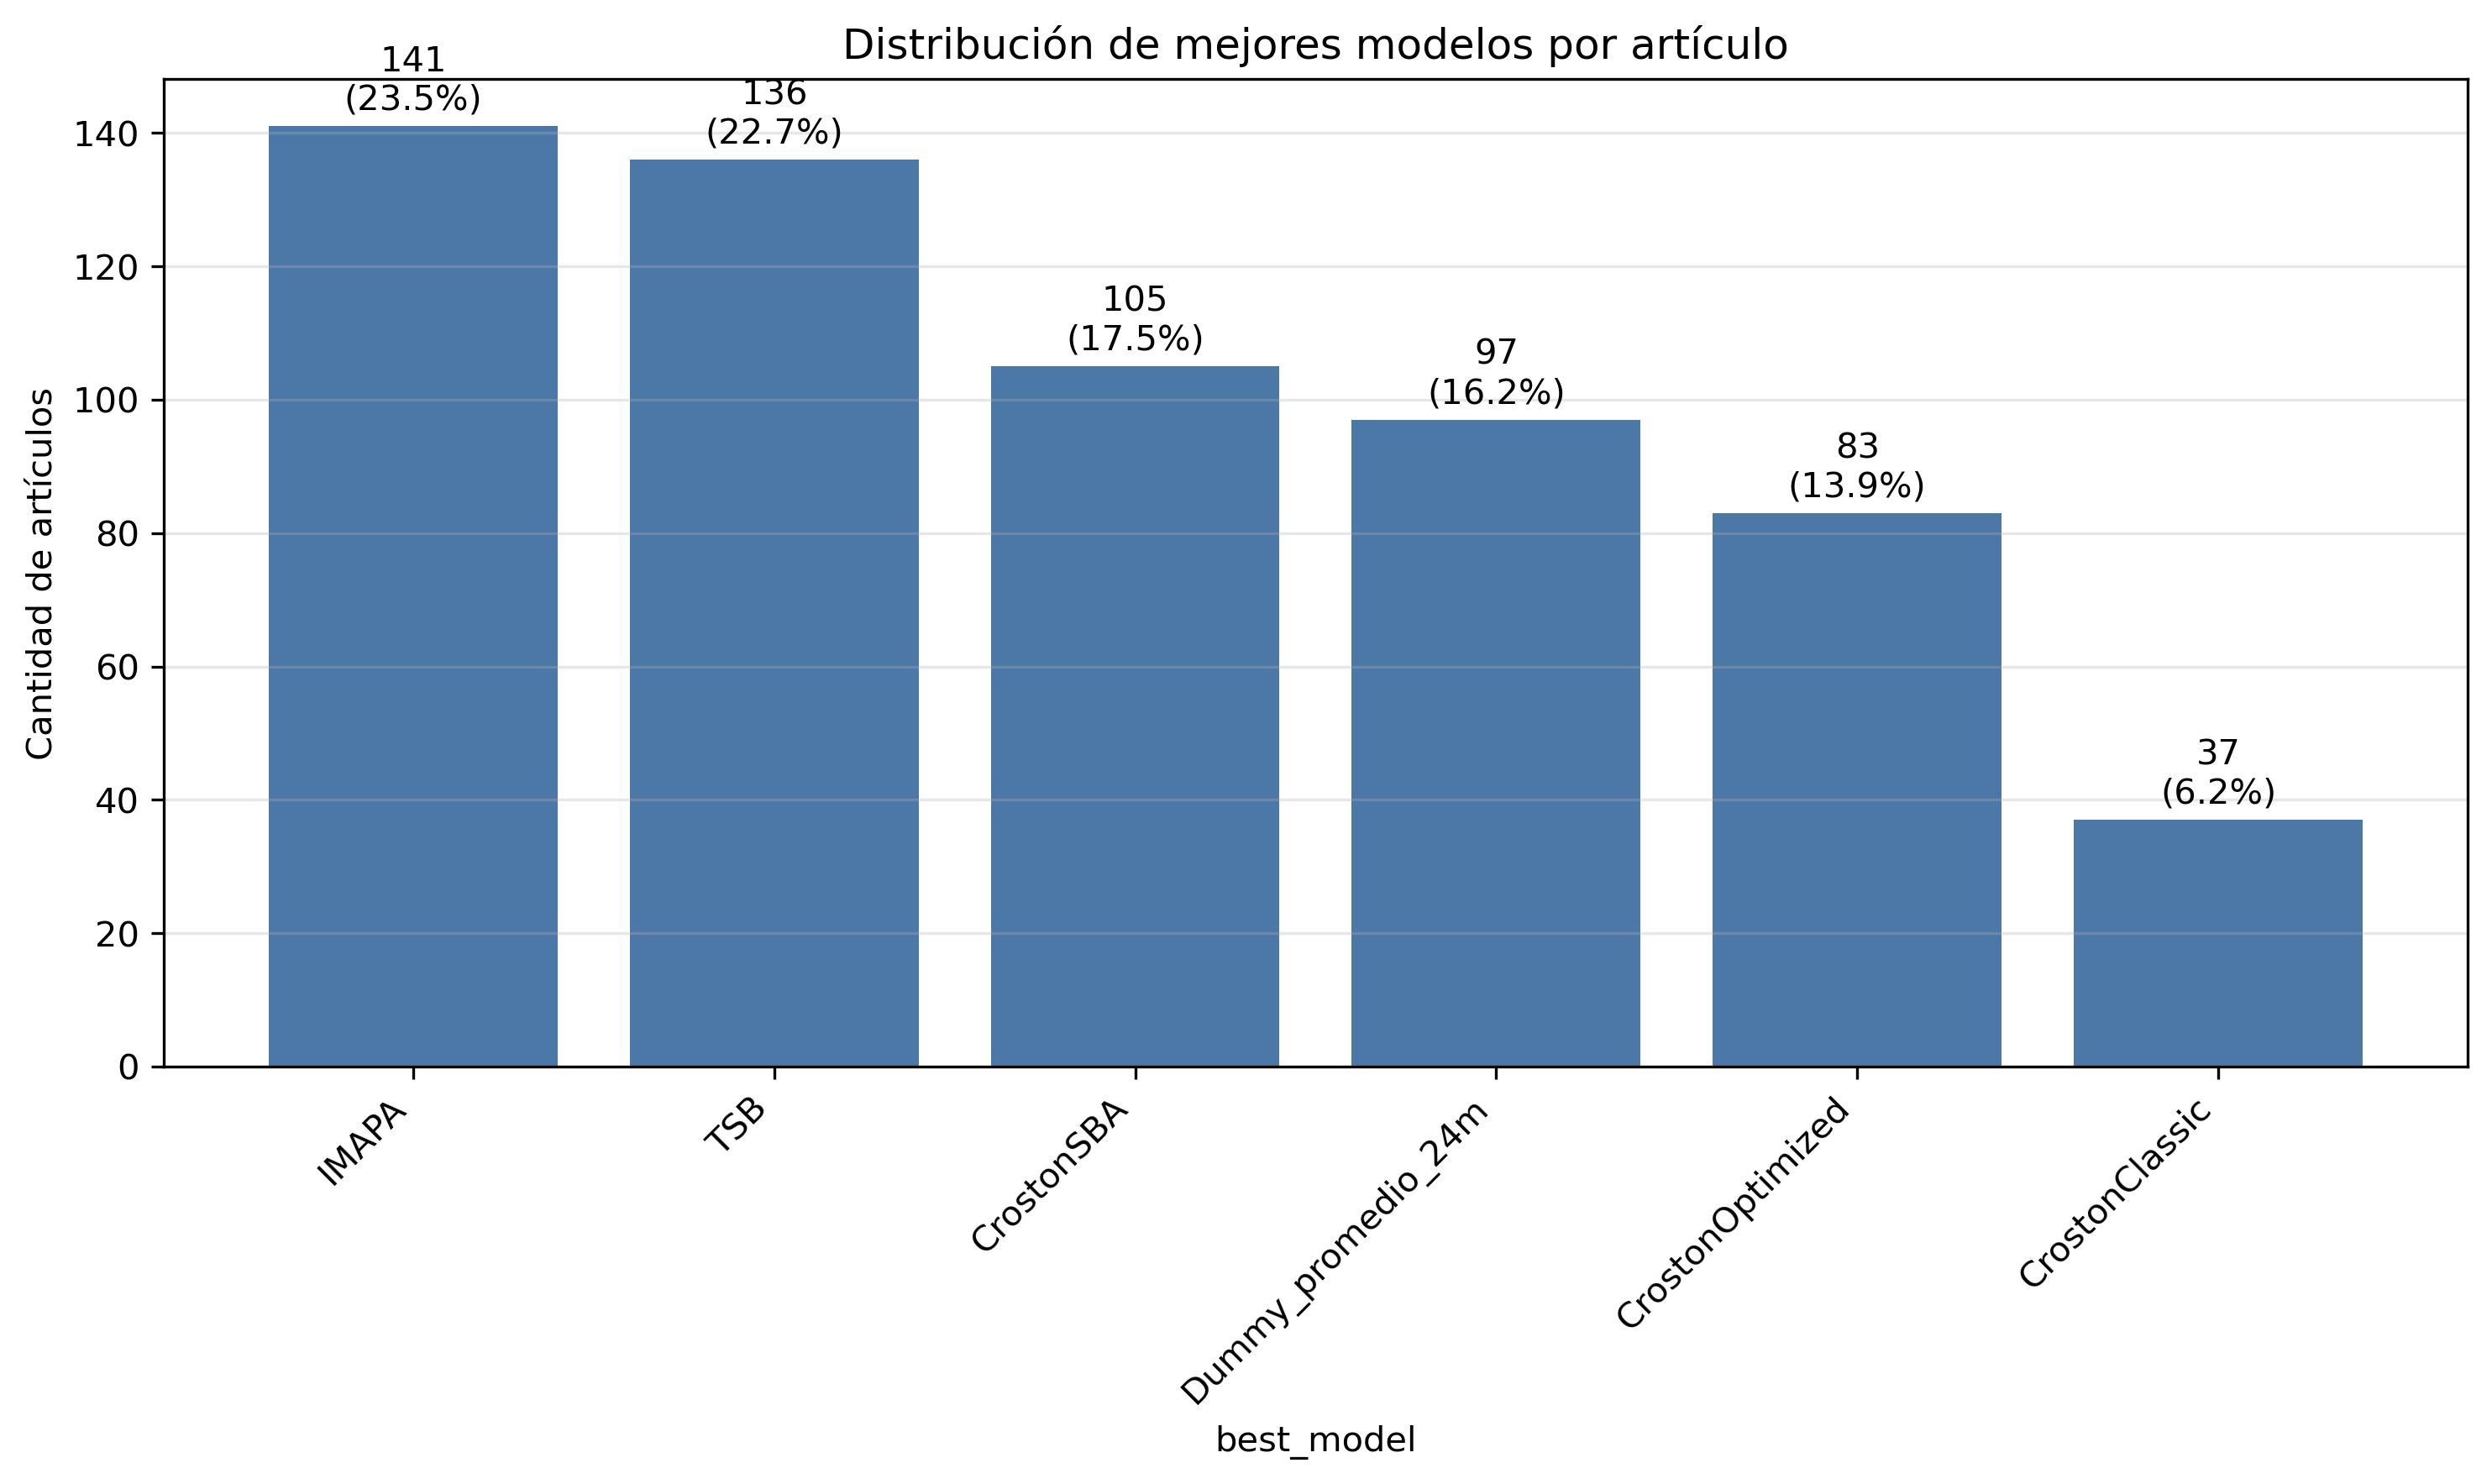 Distribución de mejores modelos por artículo
141
(23.5%)
136
(22.7%)
105
(17.5%)
97
(16.2%)
83
(13.9%)
37
(6.2%)
140
120
100
80
60
40
20
0
Cantidad de artículos
IMAPA
TSB
CrostonSBA
Dummy_promedio_24m
CrostonOptimized
CrostonClassic
best_model